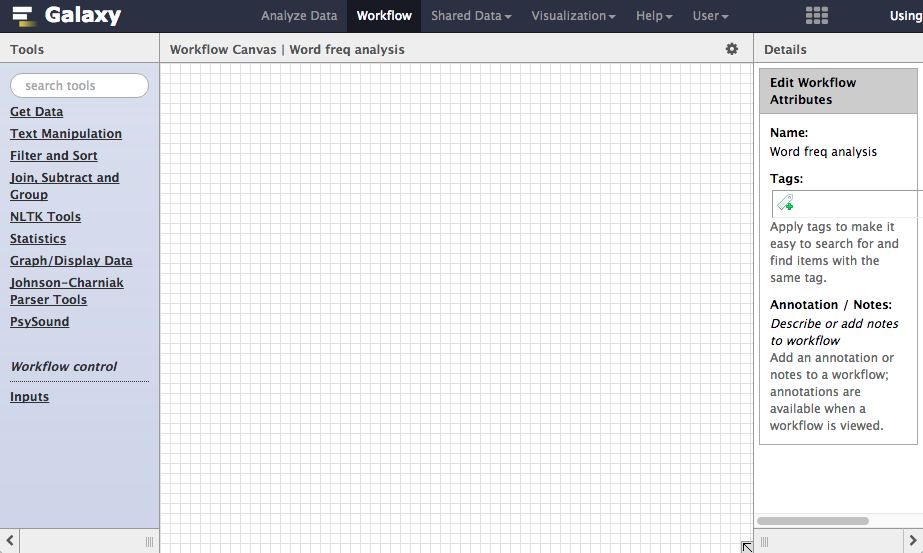 Galaxy
Analyze Data Workflow Shared Data Visualization Help User Using
Tools
Workflow Canvas | Word freq analysis
Details
search tools
Get Data
Text Manipulation
Filter and Sort
Join, Subtract and
Group
NLTK Tools
Statistics
Graph/Display Data
Johnson-Charniak
Parser Tools
PsySound
Workflow control
Inputs
Edit Workflow
Attributes
Name:
Word freq analysis
Tags:
Apply tags to make it
easy to search for and
find items with the
same tag.
Annotation / Notes:
Describe or add notes
to workflow
Add an annotation or
notes to a workflow;
annotations are
available when a
workflow is viewed.